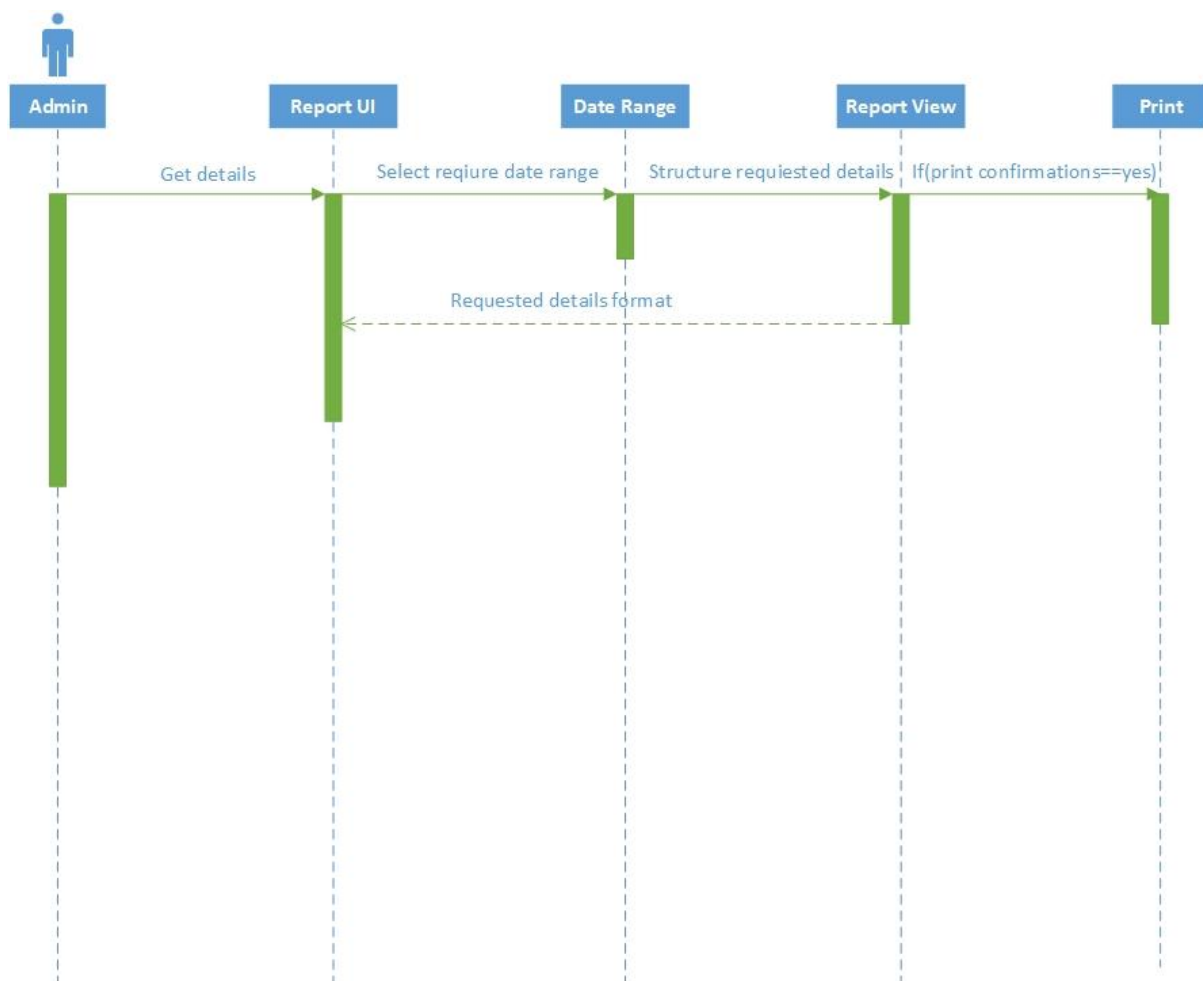 Admin
Report UI
Date Range
Report View
Print
Get details
Select reqiure date range
Structure requiested details
If(print confirmations==yes)
Requested details format